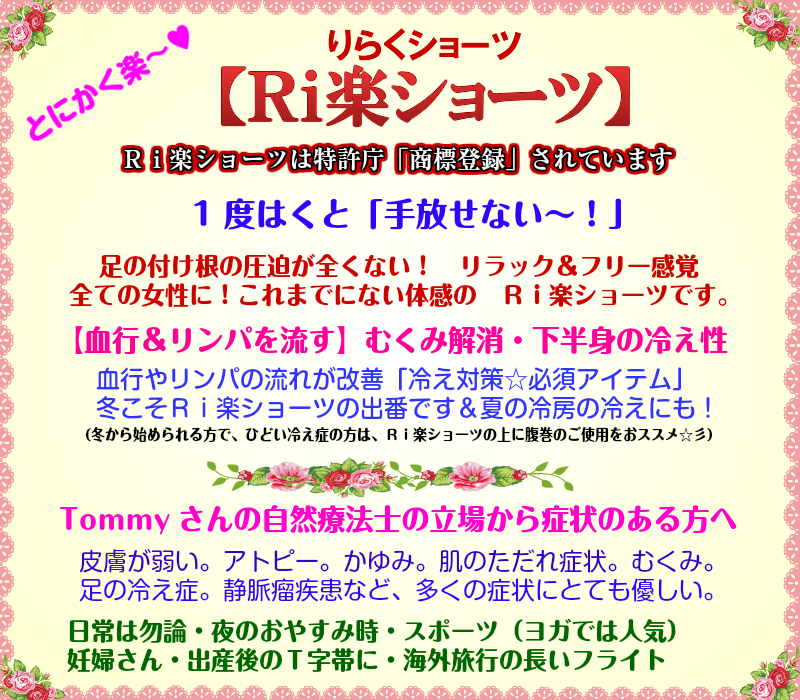 とにかく楽～♥
りらくショーツ
【Ri楽ショーツ】
Ｒｉ楽ショーツは特許庁「商標登録」されています
１度はくと「手放せない～！」
足の付け根の圧迫が全くない！　リラック＆フリー感覚
全ての女性に！これまでにない体感の　Ｒｉ楽ショーツです。
【血行＆リンパを流す】むくみ解消・下半身の冷え性
血行やリンパの流れが改善「冷え対策☆必須アイテム」
冬こそＲｉ楽ショーツの出番です＆夏の冷房の冷えにも！
（冬から始められる方で、ひどい冷え症の方は、Ｒｉ楽ショーツの上に腹巻のご使用をおススメ☆彡）
Tommyさんの自然療法士の立場から症状のある方へ
皮膚が弱い。アトピー。かゆみ。肌のただれ症状。むくみ。
足の冷え症。静脈瘤疾患など、多くの症状にとても優しい。
日常は勿論・夜のおやすみ時・スポーツ（ヨガでは人気）
妊婦さん・出産後のＴ字帯に・海外旅行の長いフライト